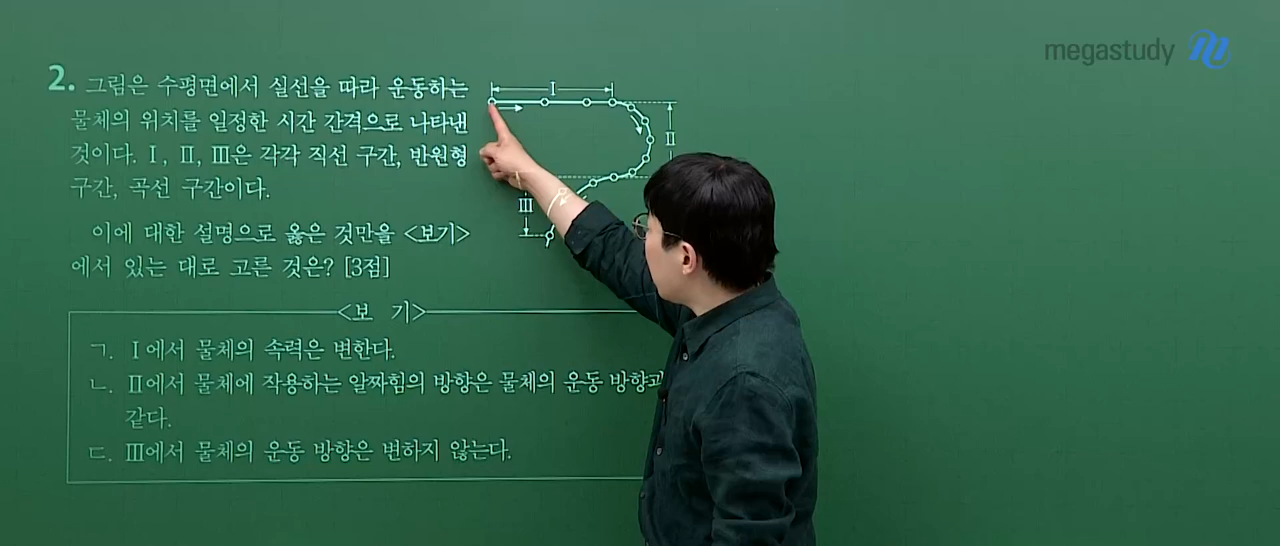 megastudy
2. 그림은 수평면에서 실선을 따라 운동하는
물체의 위치를 일정한 시간 간격으로 나타낸
것이다. Ⅰ, Ⅱ, Ⅲ은 각각 직선 구간, 반원형
구간, 곡선 구간이다.
이에 대한 설명으로 옳은 것만을 <보기>
에서 있는 대로 고른 것은? [3점]
Ⅰ
Ⅱ
Ⅲ
<보 기>
ㄱ. Ⅰ에서 물체의 속력은 변한다.
ㄴ. Ⅱ에서 물체에 작용하는 알짜힘의 방향은 물체의 운동 방향과
같다.
ㄷ. Ⅲ에서 물체의 운동 방향은 변하지 않는다.